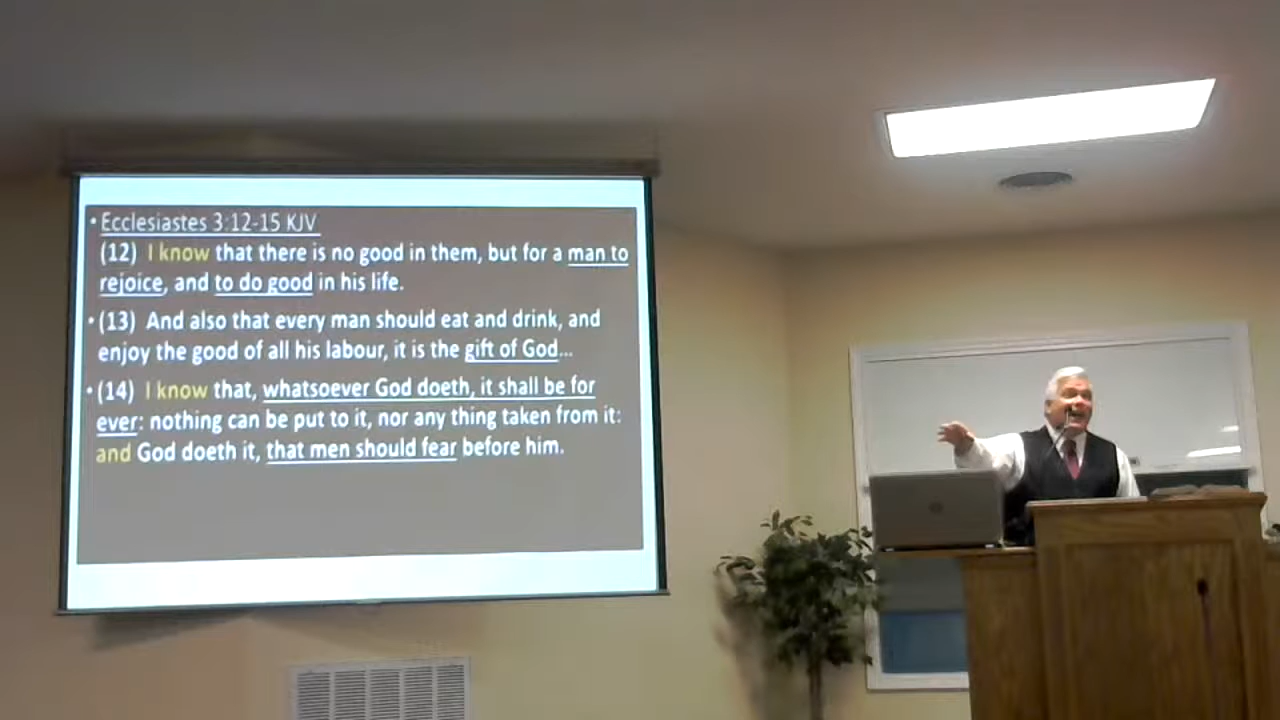 • Ecclesiastes 3:12-15 KJV
(12) I know that there is no good in them, but for a man to
rejoice, and to do good in his life.
• (13) And also that every man should eat and drink, and
enjoy the good of all his labour, it is the gift of God...
• (14) I know that, whatsoever God doeth, it shall be for
ever: nothing can be put to it, nor any thing taken from it:
and God doeth it, that men should fear before him.